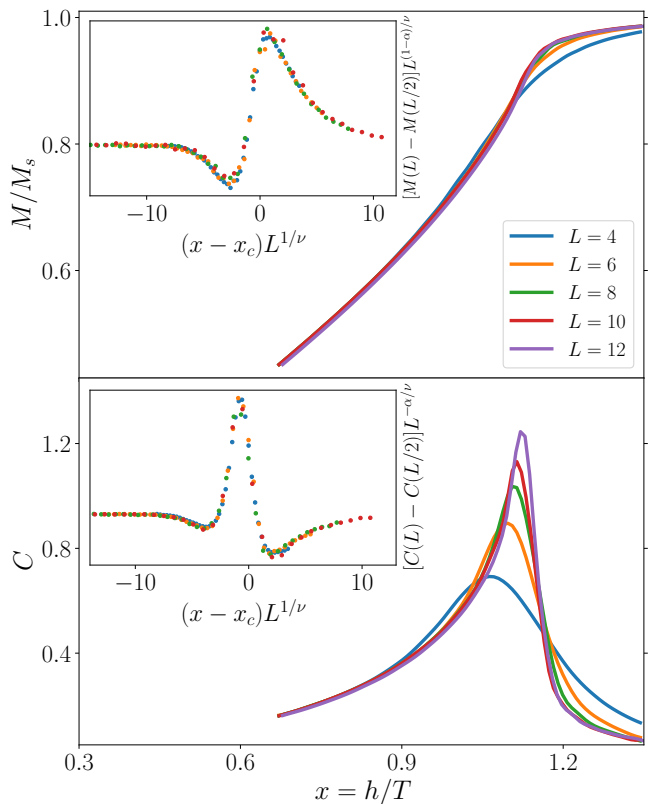 1.0
0.8
0.6
M/M_s
−10
0
10
(x − x_c)L^{1/ν}
[M(L) − M(L/2)]L^{(1−α)/ν}
L = 4
L = 6
L = 8
L = 10
L = 12
1.2
0.8
0.4
C
−10
0
10
(x − x_c)L^{1/ν}
[C(L) − C(L/2)]L^{−α/ν}
0.3
0.6
0.9
1.2
x = h/T